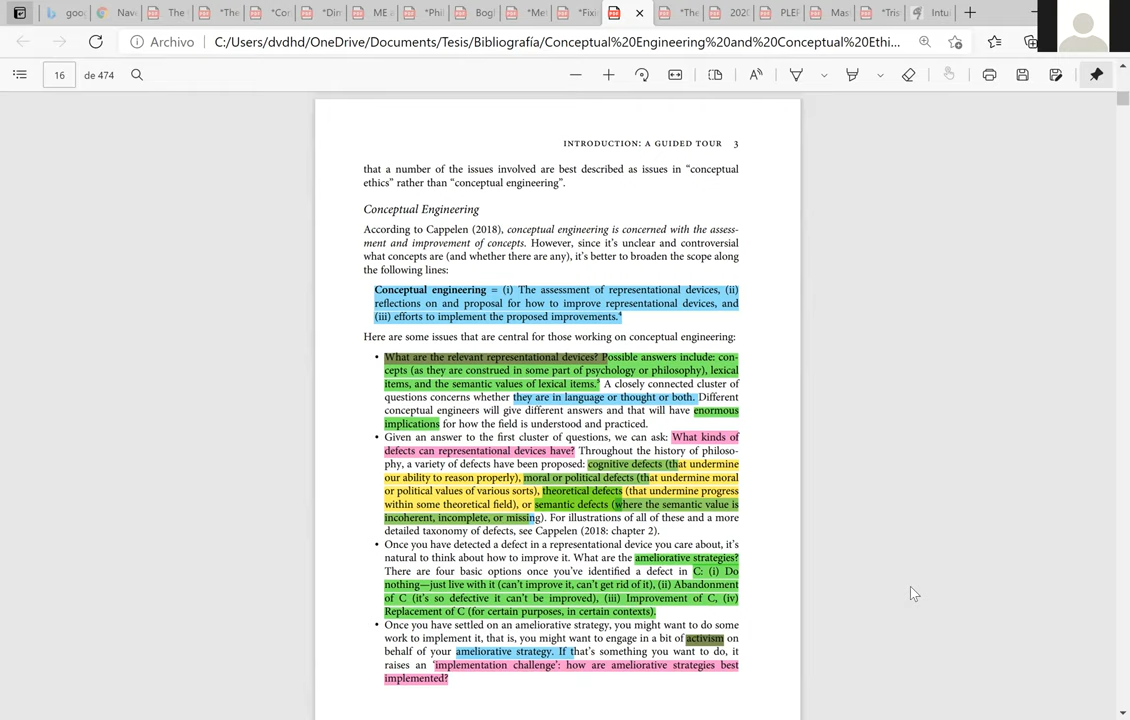 goo
Nave
The
*The
*Cor
*Din
ME a
*Phil
Bogl
*Met
*Fixi
*The
202(
PLEF
Mas
*Tris
Intu
Archivo
C:/Users/dvdhd/OneDrive/Documents/Tesis/Bibliografía/Conceptual%20Engineering%20and%20Conceptual%20Ethi...
16 de 474
INTRODUCTION: A GUIDED TOUR 3
that a number of the issues involved are best described as issues in “conceptual
ethics” rather than “conceptual engineering”.
Conceptual Engineering
According to Cappelen (2018), conceptual engineering is concerned with the assess-
ment and improvement of concepts. However, since it’s unclear and controversial
what concepts are (and whether there are any), it’s better to broaden the scope along
the following lines:
Conceptual engineering = (i) The assessment of representational devices, (ii)
reflections on and proposal for how to improve representational devices, and
(iii) efforts to implement the proposed improvements.⁴
Here are some issues that are central for those working on conceptual engineering:
• What are the relevant representational devices? Possible answers include: con-
cepts (as they are construed in some part of psychology or philosophy), lexical
items, and the semantic values of lexical items.⁵ A closely connected cluster of
questions concerns whether they are in language or thought or both. Different
conceptual engineers will give different answers and that will have enormous
implications for how the field is understood and practiced.
• Given an answer to the first cluster of questions, we can ask: What kinds of
defects can representational devices have? Throughout the history of philoso-
phy, a variety of defects have been proposed: cognitive defects (that undermine
our ability to reason properly), moral or political defects (that undermine moral
or political values of various sorts), theoretical defects (that undermine progress
within some theoretical field), or semantic defects (where the semantic value is
incoherent, incomplete, or missing). For illustrations of all of these and a more
detailed taxonomy of defects, see Cappelen (2018: chapter 2).
• Once you have detected a defect in a representational device you care about, it’s
natural to think about how to improve it. What are the ameliorative strategies?
There are four basic options once you’ve identified a defect in C: (i) Do
nothing—just live with it (can’t improve it, can’t get rid of it), (ii) Abandonment
of C (it’s so defective it can’t be improved), (iii) Improvement of C, (iv)
Replacement of C (for certain purposes, in certain contexts).
• Once you have settled on an ameliorative strategy, you might want to do some
work to implement it, that is, you might want to engage in a bit of activism on
behalf of your ameliorative strategy. If that’s something you want to do, it
raises an ‘implementation challenge’: how are ameliorative strategies best
implemented?